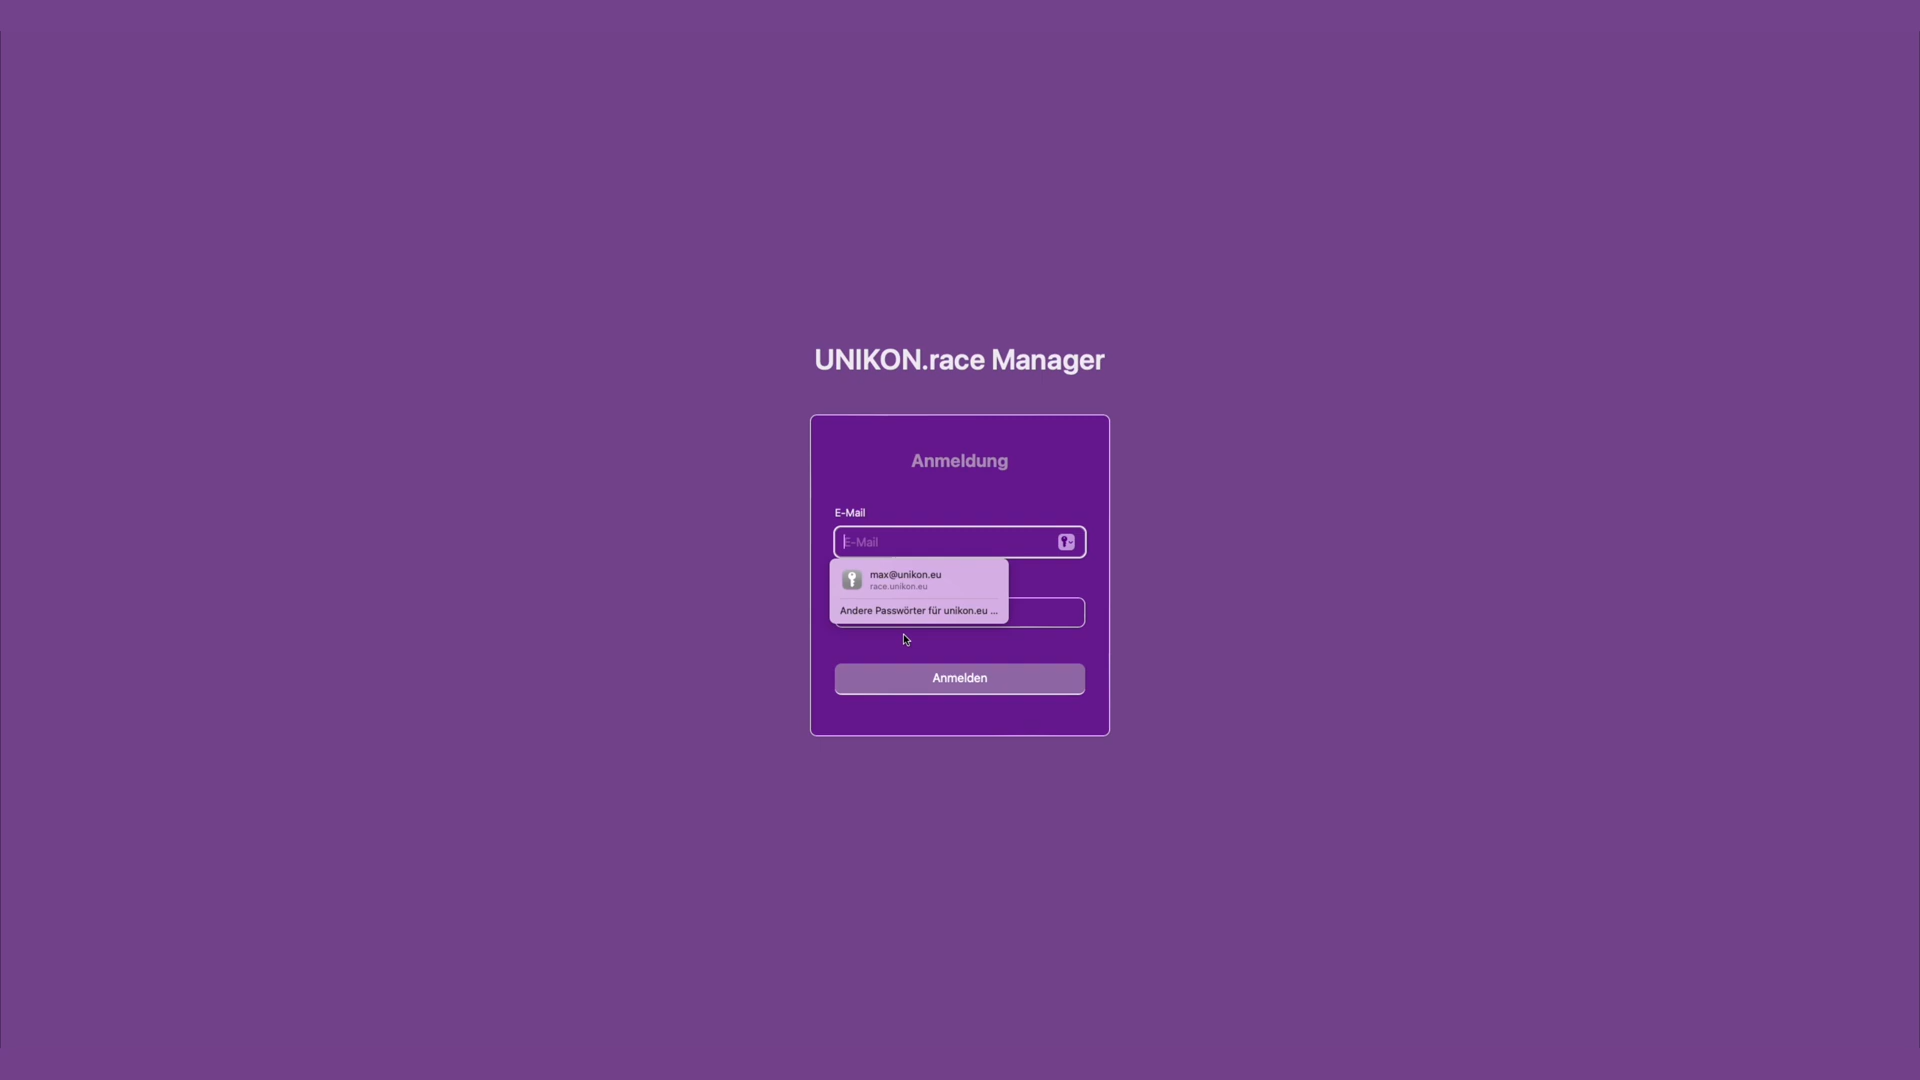 UNIKON.race Manager
Anmeldung
E-Mail
E-Mail
max@unikon.eu
race.unikon.eu
Andere Passwörter für unikon.eu ...
Anmelden